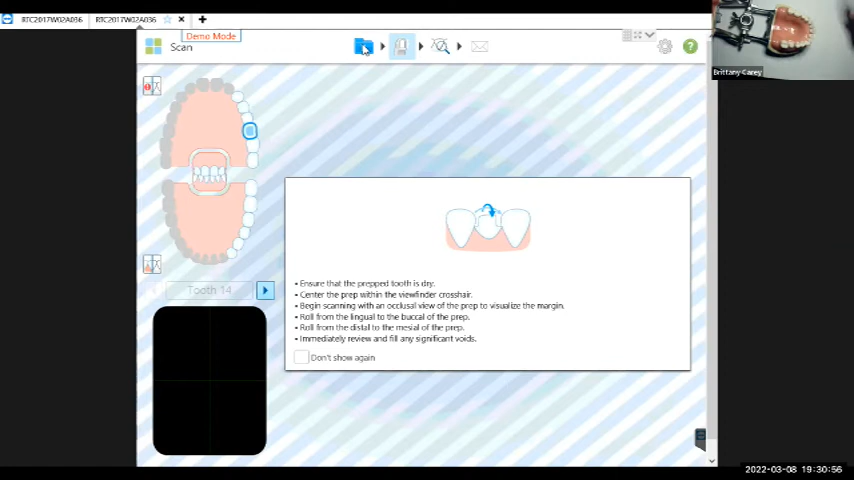 RTC2017W02A036
RTC2017W02A036
Demo Mode
Scan
Brittany Carey
Tooth 14
• Ensure that the prepped tooth is dry.
• Center the prep within the viewfinder crosshair.
• Begin scanning with an occlusal view of the prep to visualize the margin.
• Roll from the lingual to the buccal of the prep.
• Roll from the distal to the mesial of the prep.
• Immediately review and fill any significant voids.
Don't show again
2022-03-08 19:30:56